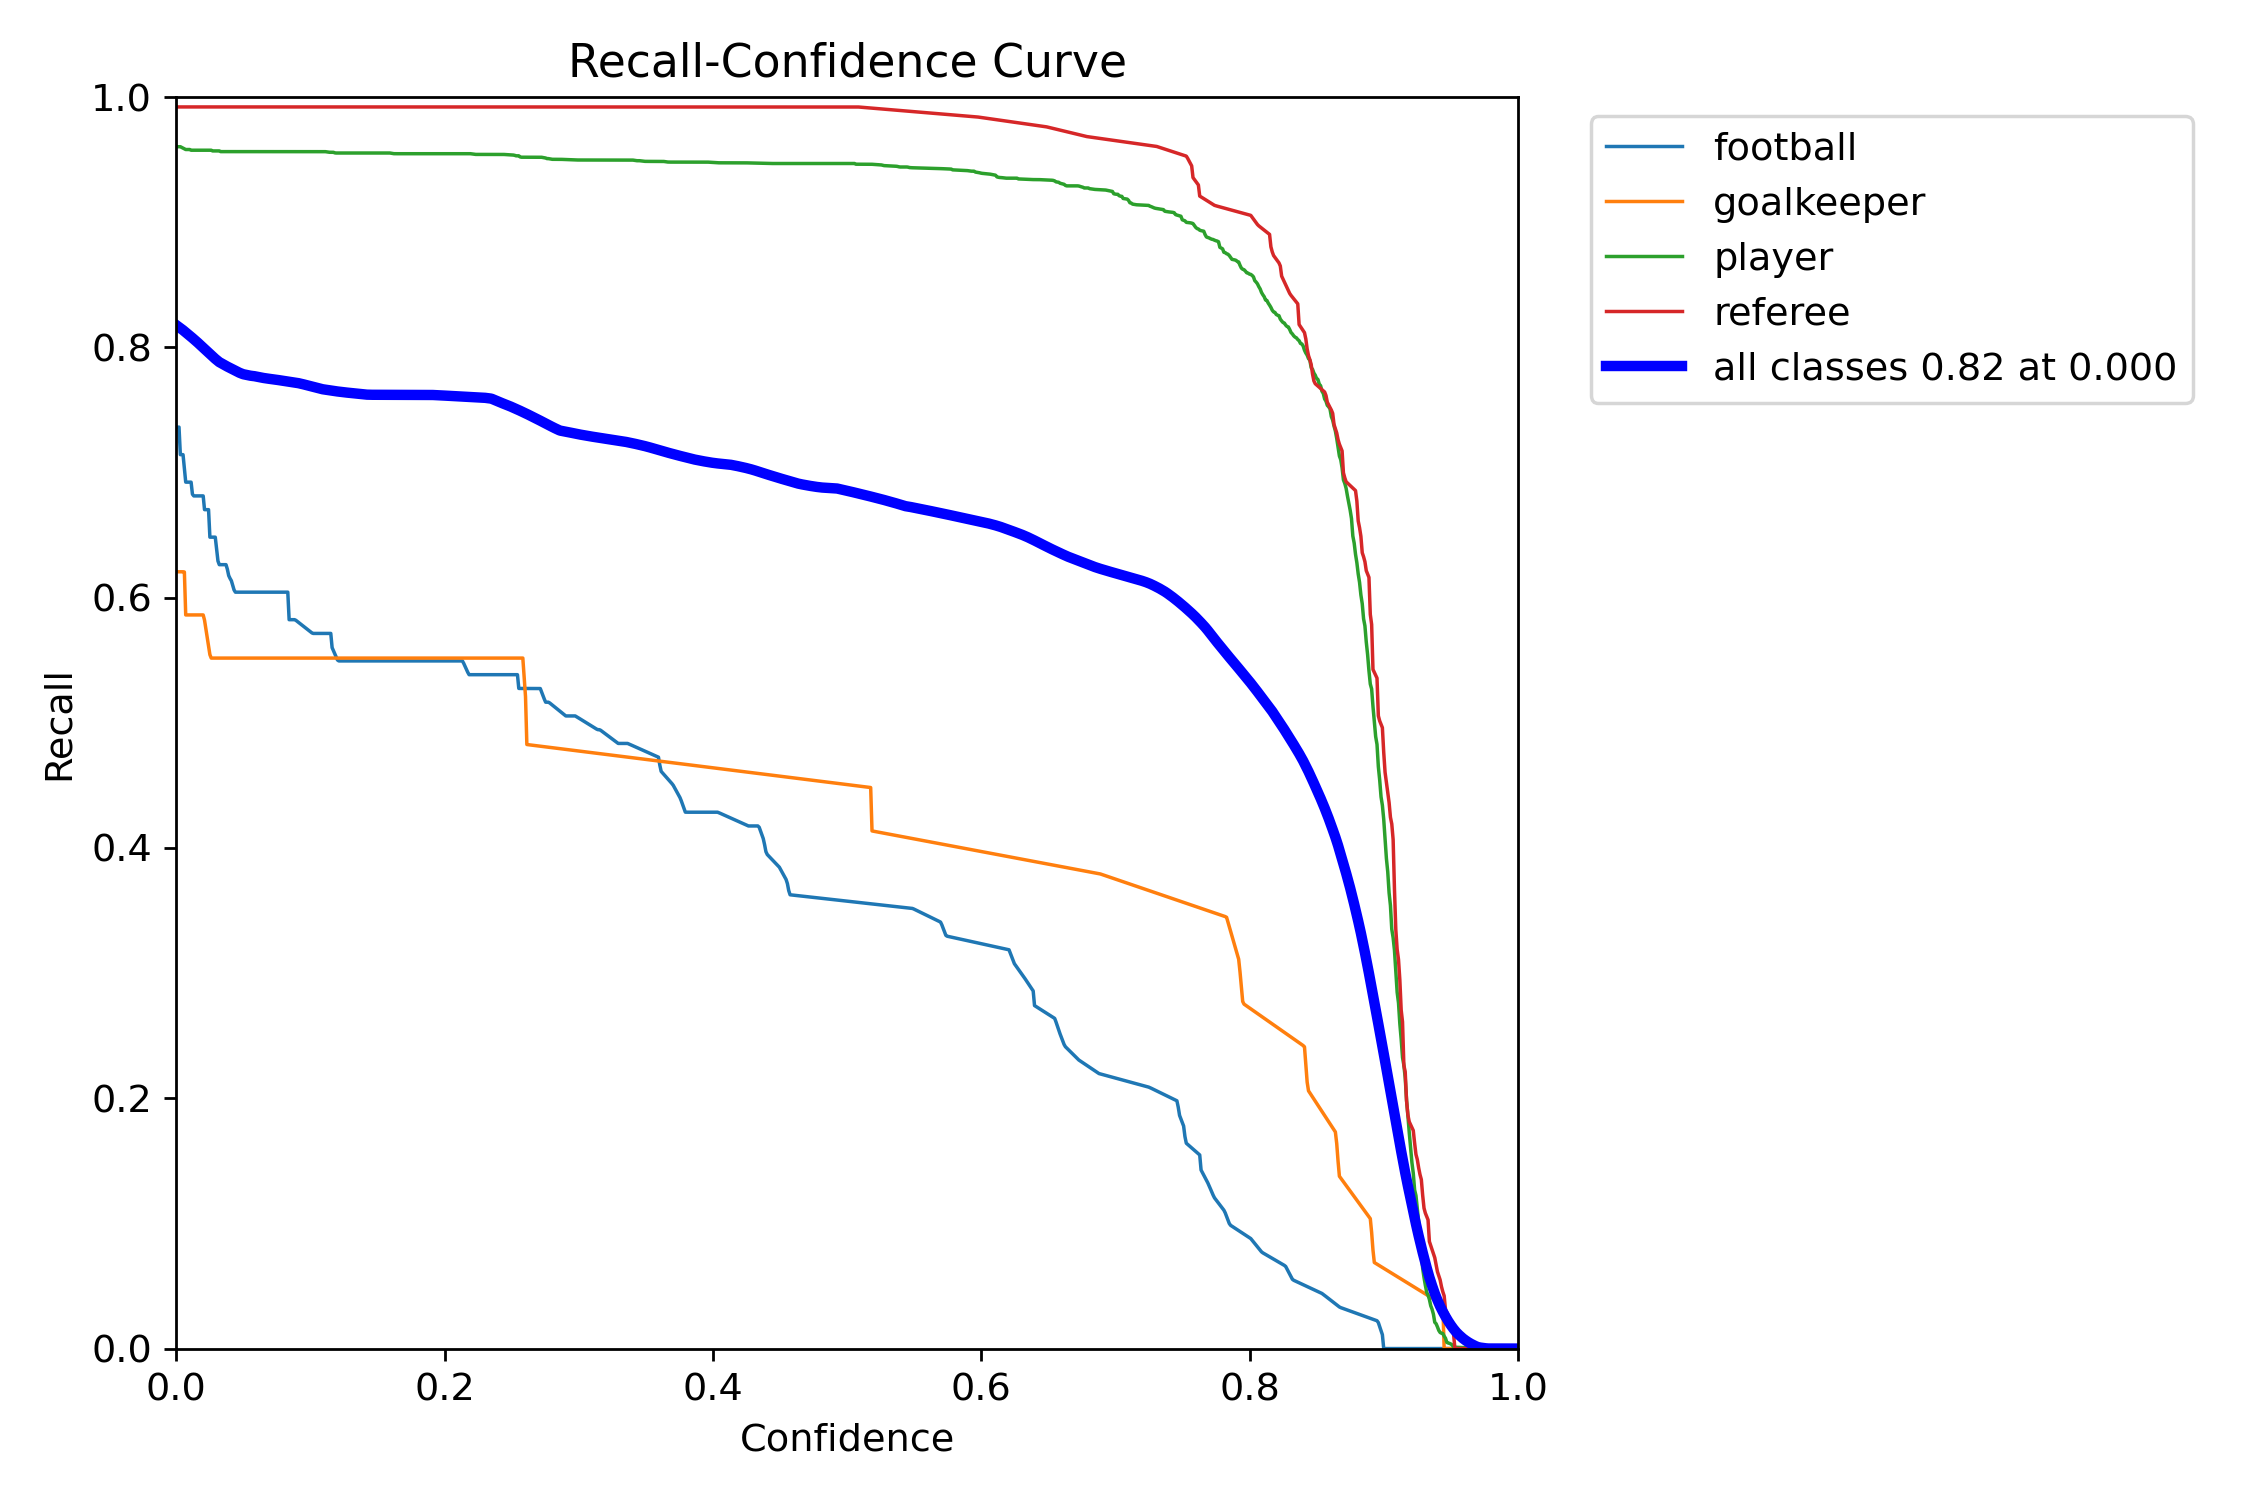 Recall-Confidence Curve
1.0
0.8
0.6
0.4
0.2
0.0
Recall
0.0 0.2 0.4 0.6 0.8 1.0
Confidence
football
goalkeeper
player
referee
all classes 0.82 at 0.000